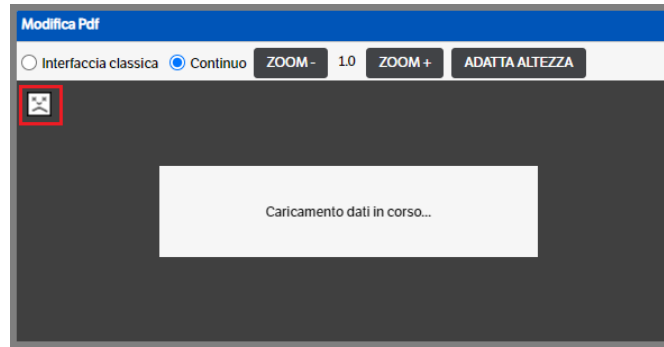 Modifica Pdf
Interfaccia classica Continuo ZOOM - 1.0 ZOOM + ADATTA ALTEZZA
Caricamento dati in corso...